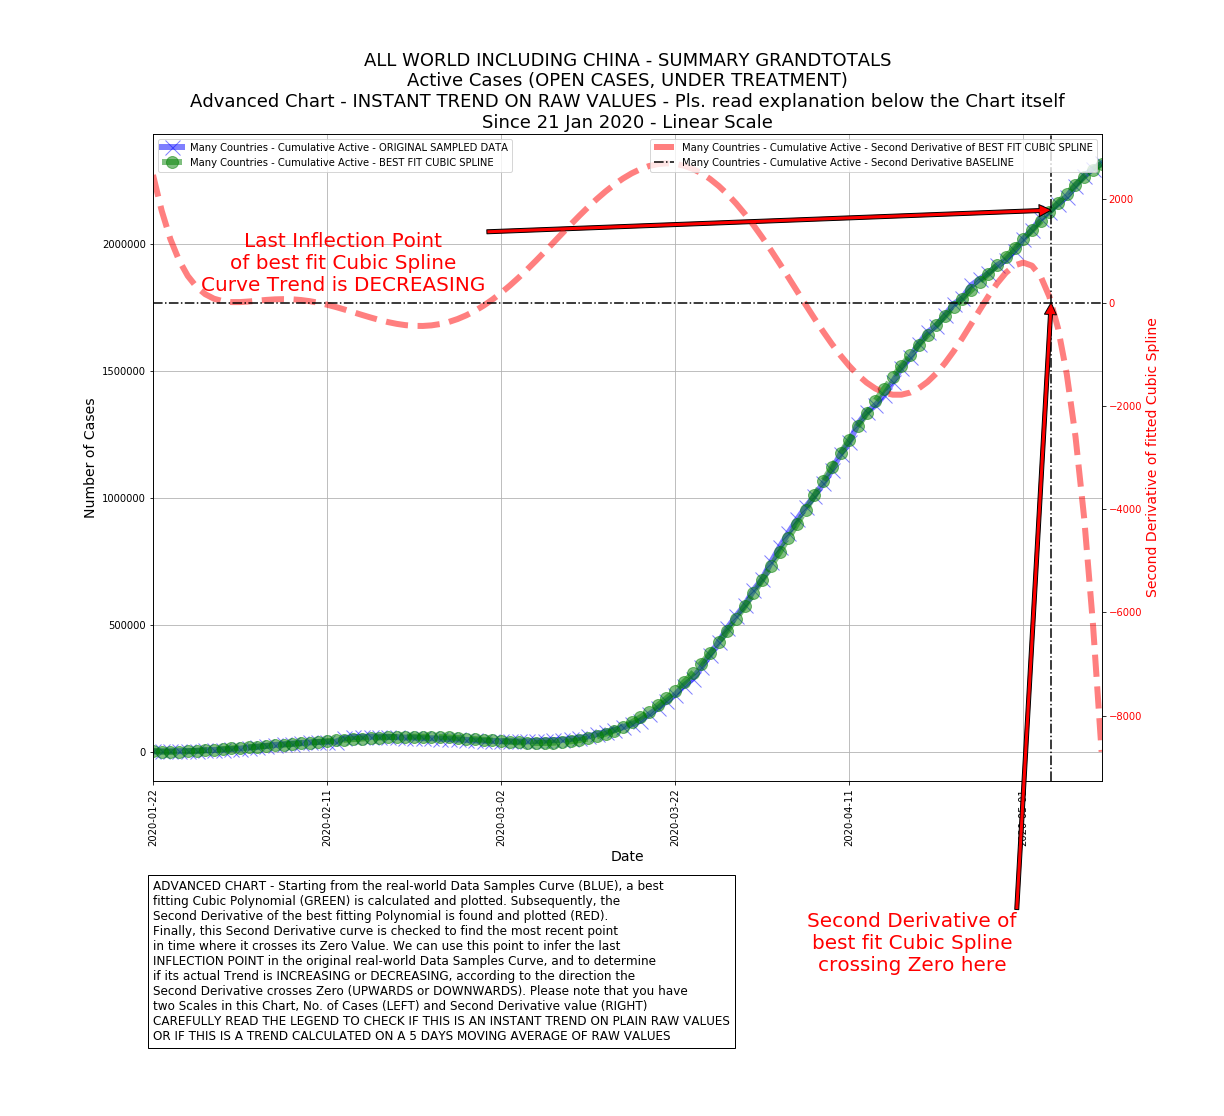 ALL WORLD INCLUDING CHINA - SUMMARY GRANDTOTALS
Active Cases (OPEN CASES, UNDER TREATMENT)
Advanced Chart - INSTANT TREND ON RAW VALUES - Pls. read explanation below the Chart itself
Since 21 Jan 2020 - Linear Scale
Many Countries - Cumulative Active - ORIGINAL SAMPLED DATA
Many Countries - Cumulative Active - BEST FIT CUBIC SPLINE
Many Countries - Cumulative Active - Second Derivative of BEST FIT CUBIC SPLINE
Many Countries - Cumulative Active - Second Derivative BASELINE
Last Inflection Point
of best fit Cubic Spline
Curve Trend is DECREASING
Number of Cases
2000000
1500000
1000000
500000
0
2000
0
−2000
−4000
−6000
−8000
Second Derivative of fitted Cubic Spline
2020-01-22
2020-02-11
2020-03-02
2020-03-22
2020-04-11
2020-05-01
Date
ADVANCED CHART - Starting from the real-world Data Samples Curve (BLUE), a best
fitting Cubic Polynomial (GREEN) is calculated and plotted. Subsequently, the
Second Derivative of the best fitting Polynomial is found and plotted (RED).
Finally, this Second Derivative curve is checked to find the most recent point
in time where it crosses its Zero Value. We can use this point to infer the last
INFLECTION POINT in the original real-world Data Samples Curve, and to determine
if its actual Trend is INCREASING or DECREASING, according to the direction the
Second Derivative crosses Zero (UPWARDS or DOWNWARDS). Please note that you have
two Scales in this Chart, No. of Cases (LEFT) and Second Derivative value (RIGHT)
CAREFULLY READ THE LEGEND TO CHECK IF THIS IS AN INSTANT TREND ON PLAIN RAW VALUES
OR IF THIS IS A TREND CALCULATED ON A 5 DAYS MOVING AVERAGE OF RAW VALUES
Second Derivative of
best fit Cubic Spline
crossing Zero here